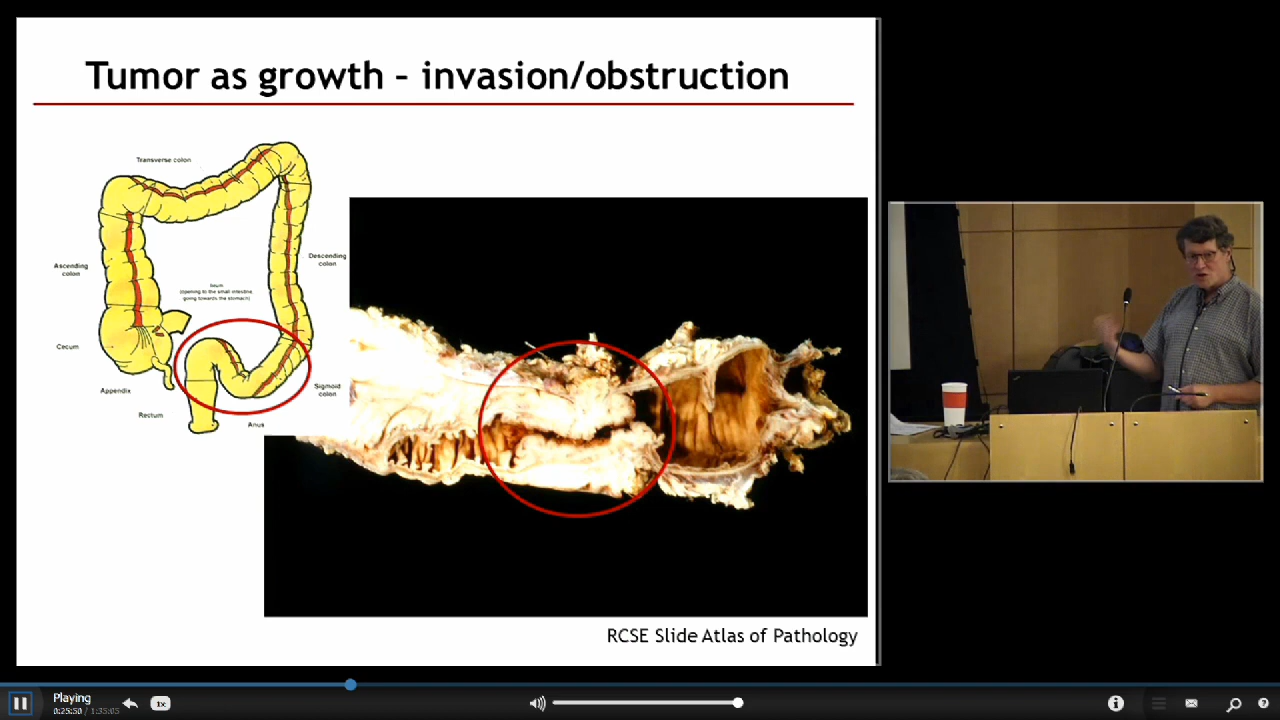 Tumor as growth – invasion/obstruction
Transverse colon
Ascending
colon
Descending
colon
Ileum
(opening to the small intestine,
going towards the stomach)
Cecum
Appendix
Sigmoid
colon
Rectum
Anus
RCSE Slide Atlas of Pathology
Playing
0:25:50 / 1:35:05
1x